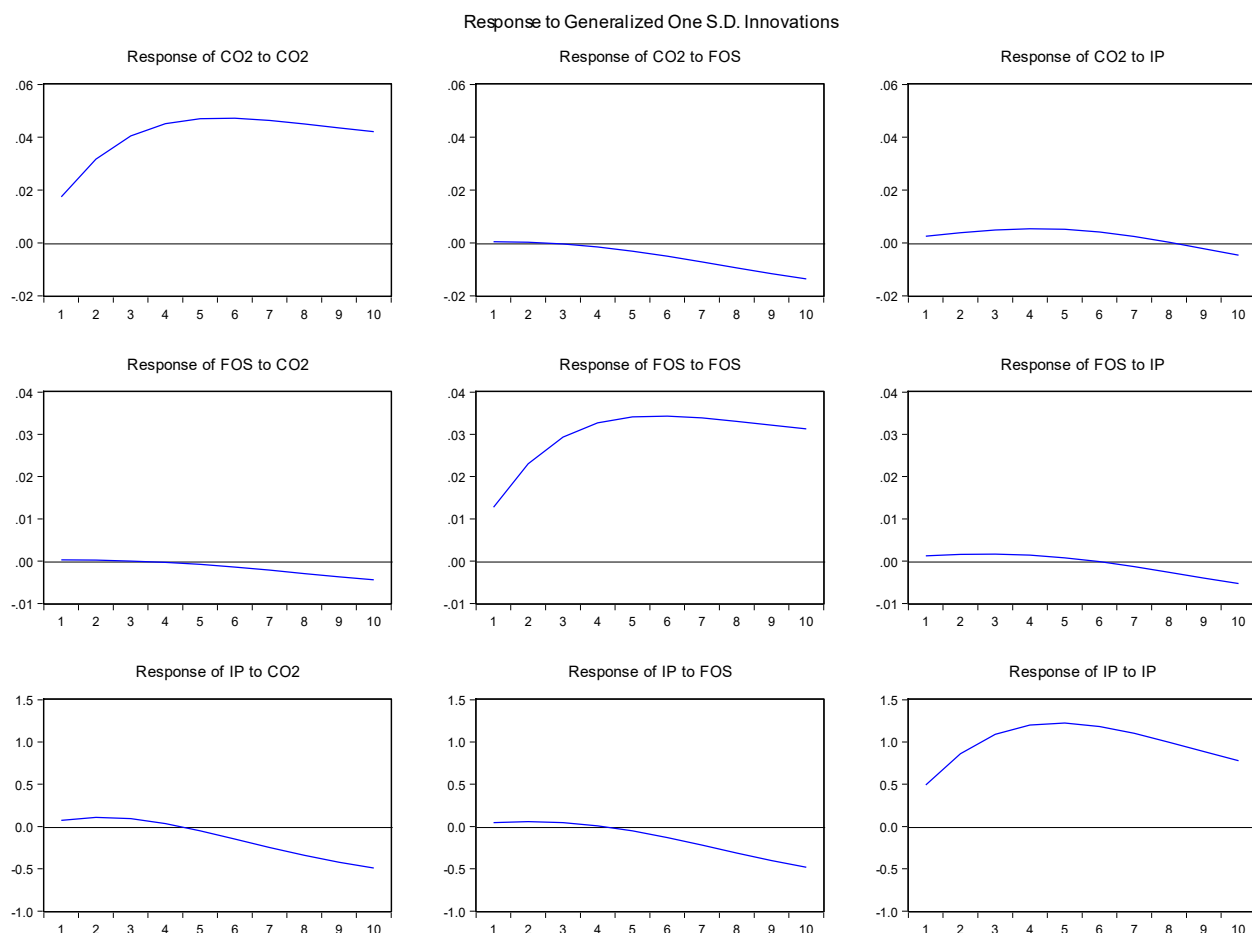 Response to Generalized One S.D. Innovations
Response of CO2 to CO2
.06
.04
.02
.00
-.02
1 2 3 4 5 6 7 8 9 10
Response of CO2 to FOS
.06
.04
.02
.00
-.02
1 2 3 4 5 6 7 8 9 10
Response of CO2 to IP
.06
.04
.02
.00
-.02
1 2 3 4 5 6 7 8 9 10
Response of FOS to CO2
.04
.03
.02
.01
.00
-.01
1 2 3 4 5 6 7 8 9 10
Response of FOS to FOS
.04
.03
.02
.01
.00
-.01
1 2 3 4 5 6 7 8 9 10
Response of FOS to IP
.04
.03
.02
.01
.00
-.01
1 2 3 4 5 6 7 8 9 10
Response of IP to CO2
1.5
1.0
0.5
0.0
-0.5
-1.0
1 2 3 4 5 6 7 8 9 10
Response of IP to FOS
1.5
1.0
0.5
0.0
-0.5
-1.0
1 2 3 4 5 6 7 8 9 10
Response of IP to IP
1.5
1.0
0.5
0.0
-0.5
-1.0
1 2 3 4 5 6 7 8 9 10